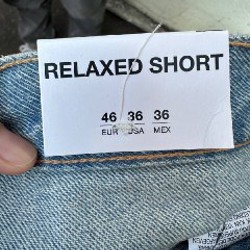 RELAXED SHORT
46 36 36
EUR USA MEX